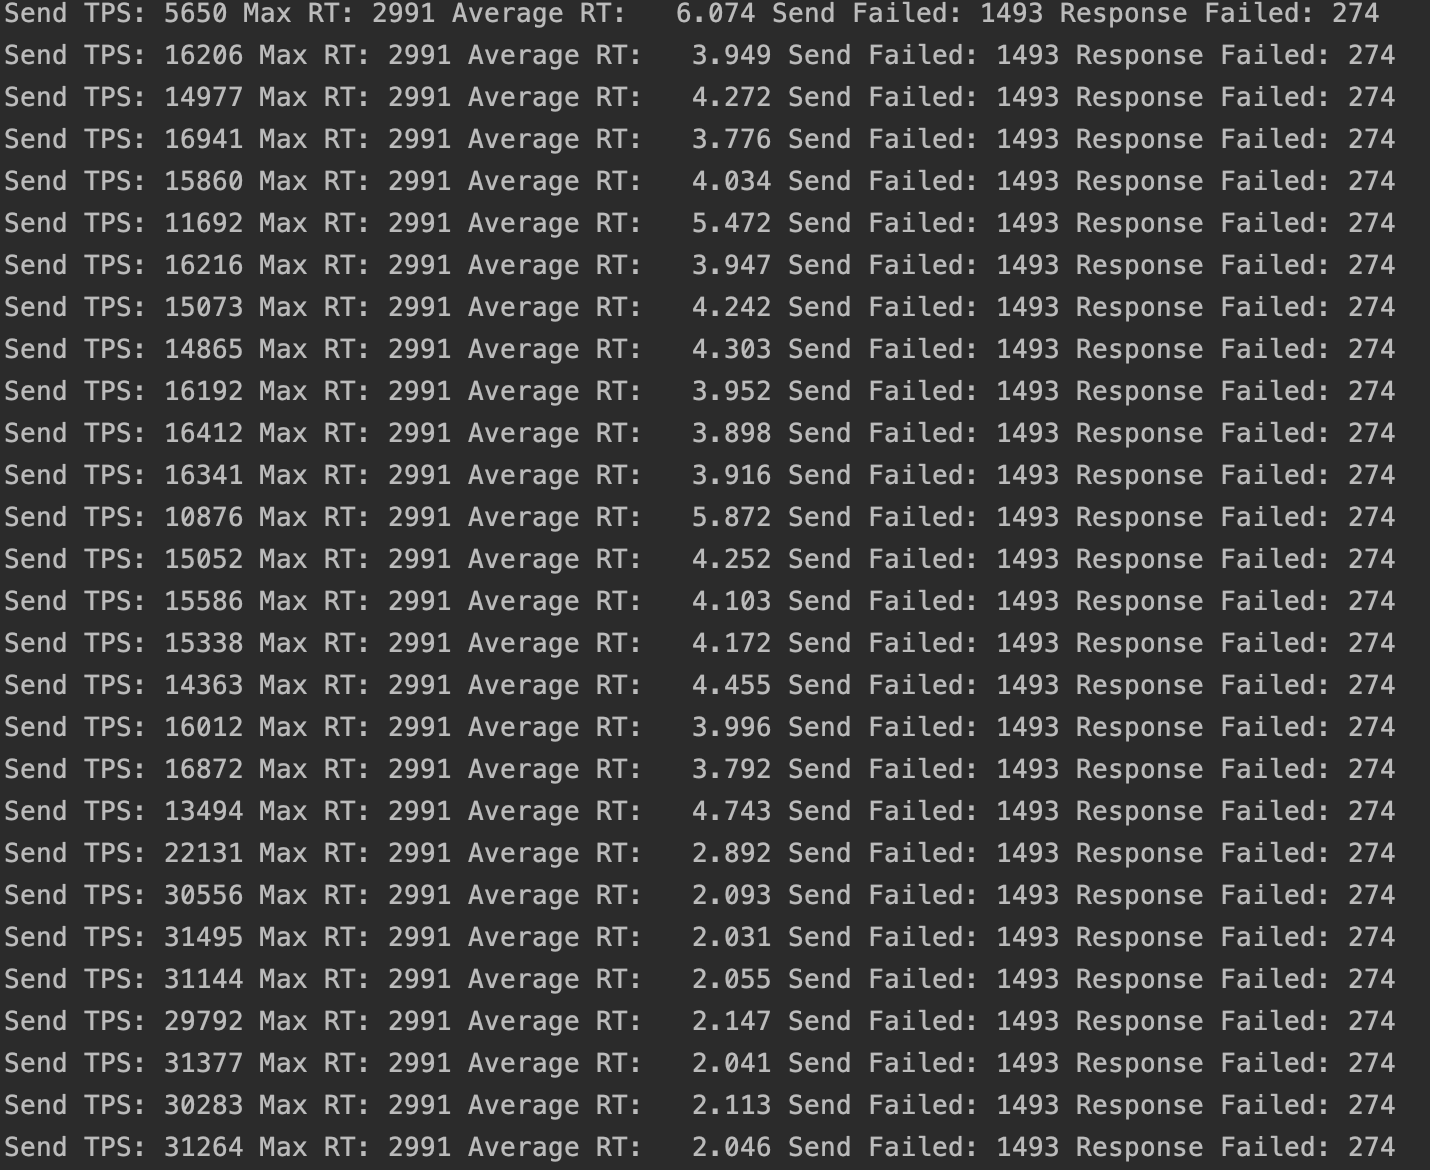 Send TPS: 5650 Max RT: 2991 Average RT:   6.074 Send Failed: 1493 Response Failed: 274
Send TPS: 16206 Max RT: 2991 Average RT:   3.949 Send Failed: 1493 Response Failed: 274
Send TPS: 14977 Max RT: 2991 Average RT:   4.272 Send Failed: 1493 Response Failed: 274
Send TPS: 16941 Max RT: 2991 Average RT:   3.776 Send Failed: 1493 Response Failed: 274
Send TPS: 15860 Max RT: 2991 Average RT:   4.034 Send Failed: 1493 Response Failed: 274
Send TPS: 11692 Max RT: 2991 Average RT:   5.472 Send Failed: 1493 Response Failed: 274
Send TPS: 16216 Max RT: 2991 Average RT:   3.947 Send Failed: 1493 Response Failed: 274
Send TPS: 15073 Max RT: 2991 Average RT:   4.242 Send Failed: 1493 Response Failed: 274
Send TPS: 14865 Max RT: 2991 Average RT:   4.303 Send Failed: 1493 Response Failed: 274
Send TPS: 16192 Max RT: 2991 Average RT:   3.952 Send Failed: 1493 Response Failed: 274
Send TPS: 16412 Max RT: 2991 Average RT:   3.898 Send Failed: 1493 Response Failed: 274
Send TPS: 16341 Max RT: 2991 Average RT:   3.916 Send Failed: 1493 Response Failed: 274
Send TPS: 10876 Max RT: 2991 Average RT:   5.872 Send Failed: 1493 Response Failed: 274
Send TPS: 15052 Max RT: 2991 Average RT:   4.252 Send Failed: 1493 Response Failed: 274
Send TPS: 15586 Max RT: 2991 Average RT:   4.103 Send Failed: 1493 Response Failed: 274
Send TPS: 15338 Max RT: 2991 Average RT:   4.172 Send Failed: 1493 Response Failed: 274
Send TPS: 14363 Max RT: 2991 Average RT:   4.455 Send Failed: 1493 Response Failed: 274
Send TPS: 16012 Max RT: 2991 Average RT:   3.996 Send Failed: 1493 Response Failed: 274
Send TPS: 16872 Max RT: 2991 Average RT:   3.792 Send Failed: 1493 Response Failed: 274
Send TPS: 13494 Max RT: 2991 Average RT:   4.743 Send Failed: 1493 Response Failed: 274
Send TPS: 22131 Max RT: 2991 Average RT:   2.892 Send Failed: 1493 Response Failed: 274
Send TPS: 30556 Max RT: 2991 Average RT:   2.093 Send Failed: 1493 Response Failed: 274
Send TPS: 31495 Max RT: 2991 Average RT:   2.031 Send Failed: 1493 Response Failed: 274
Send TPS: 31144 Max RT: 2991 Average RT:   2.055 Send Failed: 1493 Response Failed: 274
Send TPS: 29792 Max RT: 2991 Average RT:   2.147 Send Failed: 1493 Response Failed: 274
Send TPS: 31377 Max RT: 2991 Average RT:   2.041 Send Failed: 1493 Response Failed: 274
Send TPS: 30283 Max RT: 2991 Average RT:   2.113 Send Failed: 1493 Response Failed: 274
Send TPS: 31264 Max RT: 2991 Average RT:   2.046 Send Failed: 1493 Response Failed: 274